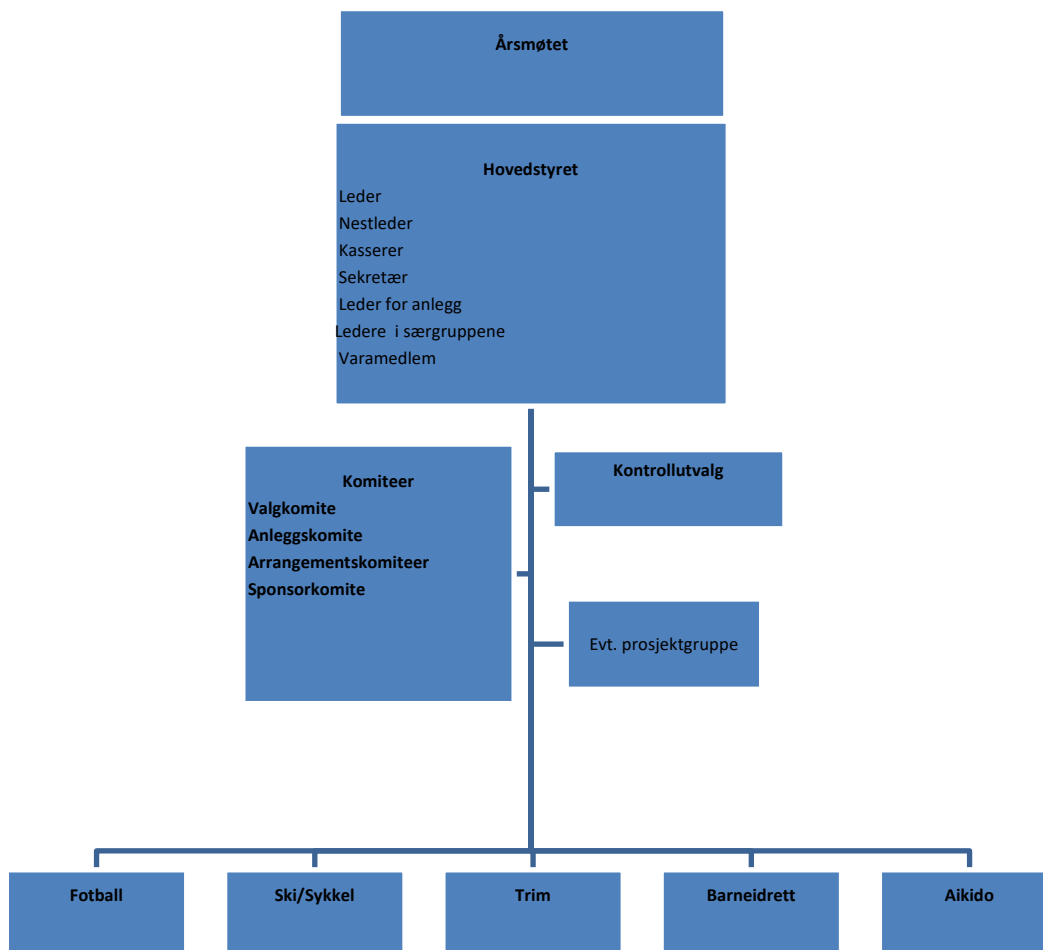 Årsmøtet
Hovedstyret
Leder
Nestleder
Kasserer
Sekretær
Leder for anlegg
Ledere i særgruppene
Varamedlem
Komiteer
Valgkomite
Anleggskomite
Arrangementskomiteer
Sponsorkomite
Kontrollutvalg
Evt. prosjektgruppe
Fotball
Ski/Sykkel
Trim
Barneidrett
Aikido